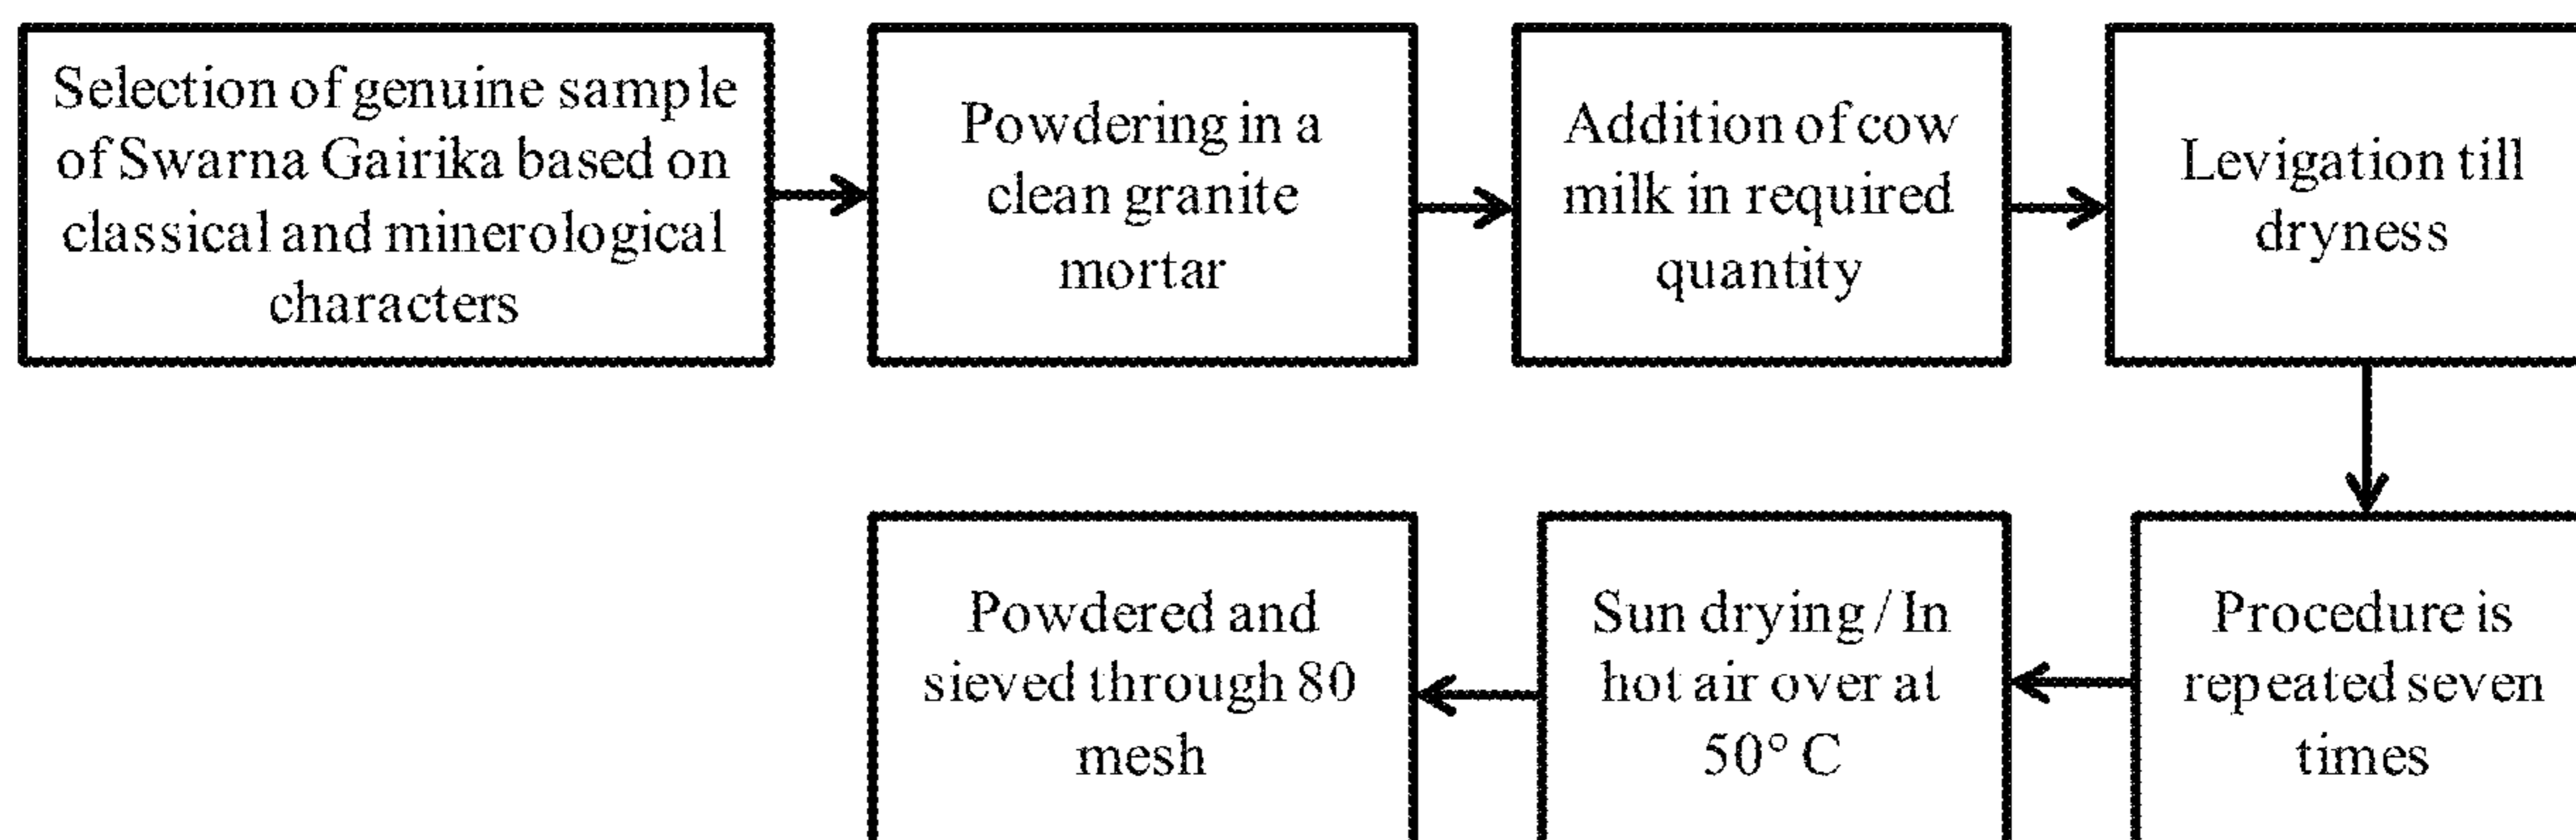 Selection of genuine sample
of Swarna Gairika based on
classical and minerological
characters
Powdering in a
clean granite
mortar
Addition of cow
milk in required
quantity
Levigation till
dryness
Procedure is
repeated seven
times
Sun drying / In
hot air over at
50° C
Powdered and
sieved through 80
mesh